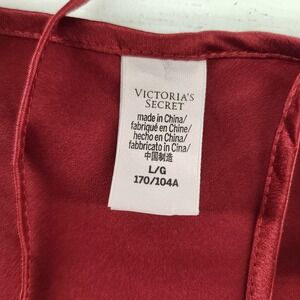 VICTORIA'S
SECRET
made in China/
fabriqué en Chine/
hecho en China/
fabbricato in Cina/
中国制造
L/G
170/104A